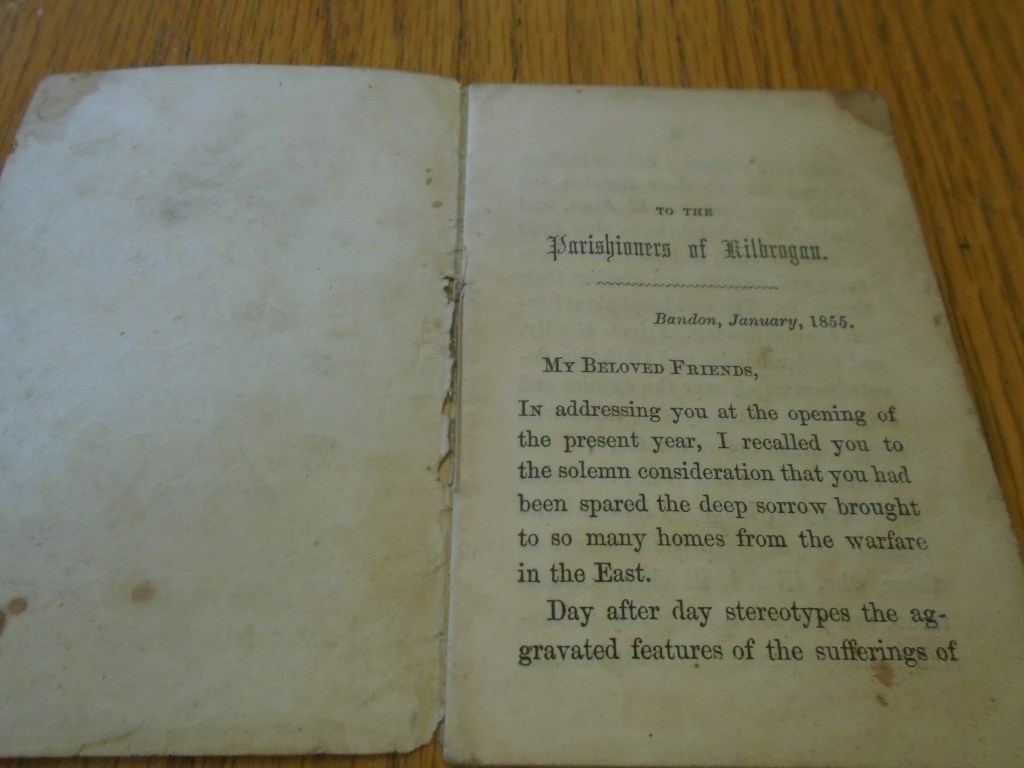 TO THE
Parishioners of Kilbrogan.
Bandon, January, 1855.
MY BELOVED FRIENDS,
IN addressing you at the opening of
the present year, I recalled you to
the solemn consideration that you had
been spared the deep sorrow brought
to so many homes from the warfare
in the East.
Day after day stereotypes the ag-
gravated features of the sufferings of